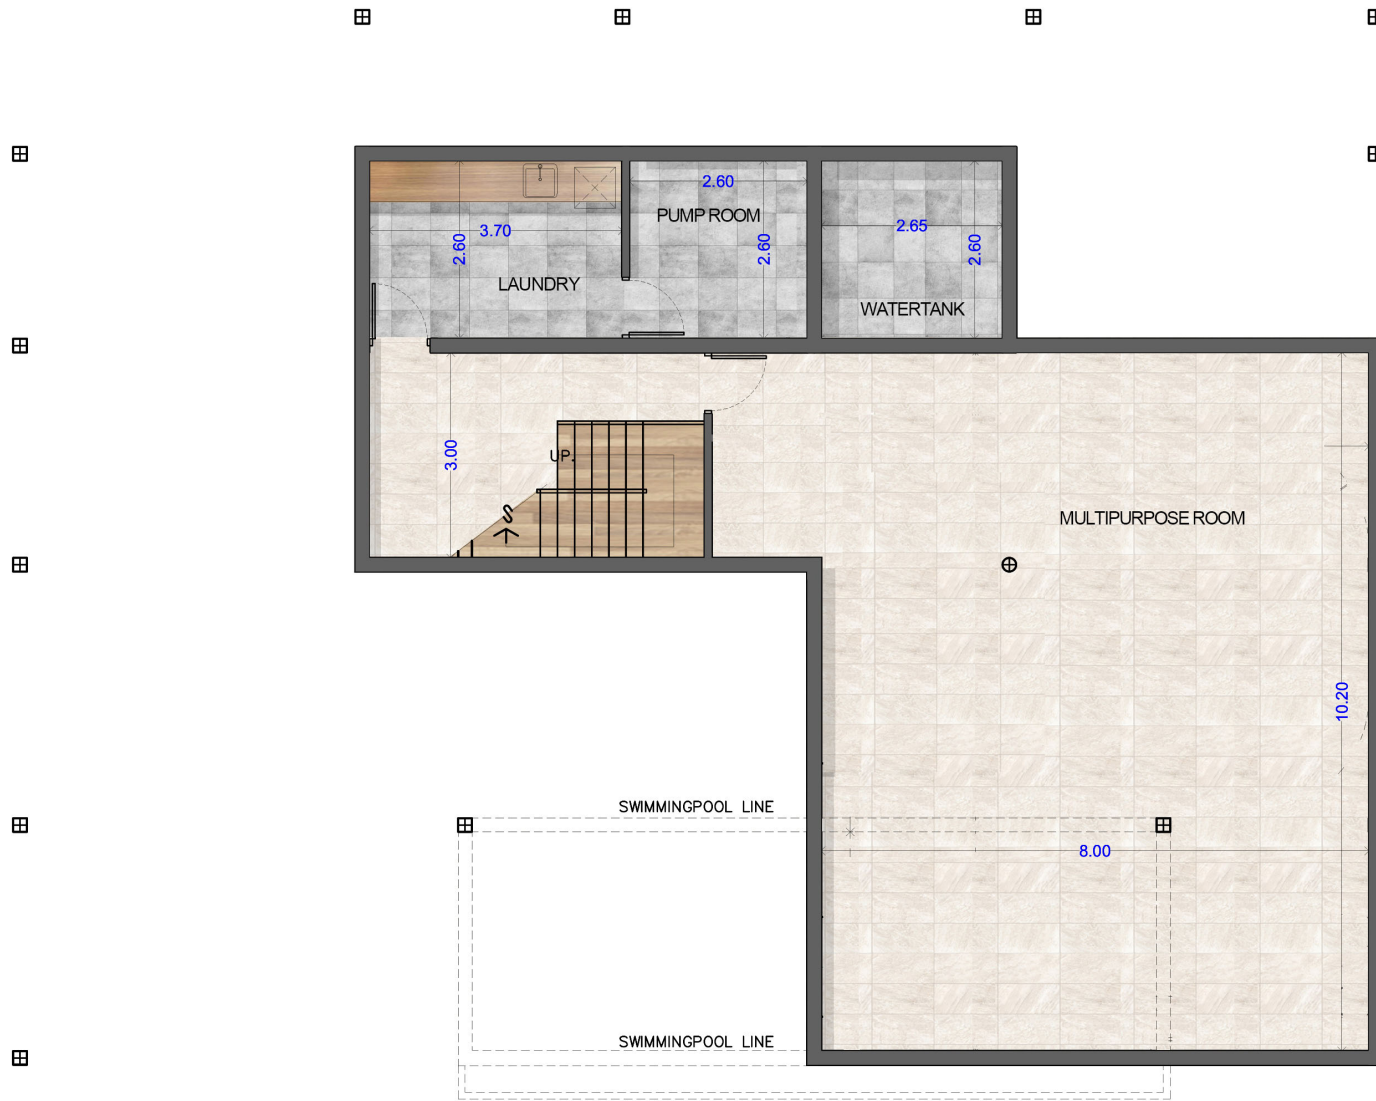 2.60
PUMP ROOM
3.70
2.60
2.60
2.65
2.60
LAUNDRY
WATERTANK
3.00
UP.
MULTIPURPOSE ROOM
10.20
SWIMMINGPOOL LINE
8.00
SWIMMINGPOOL LINE